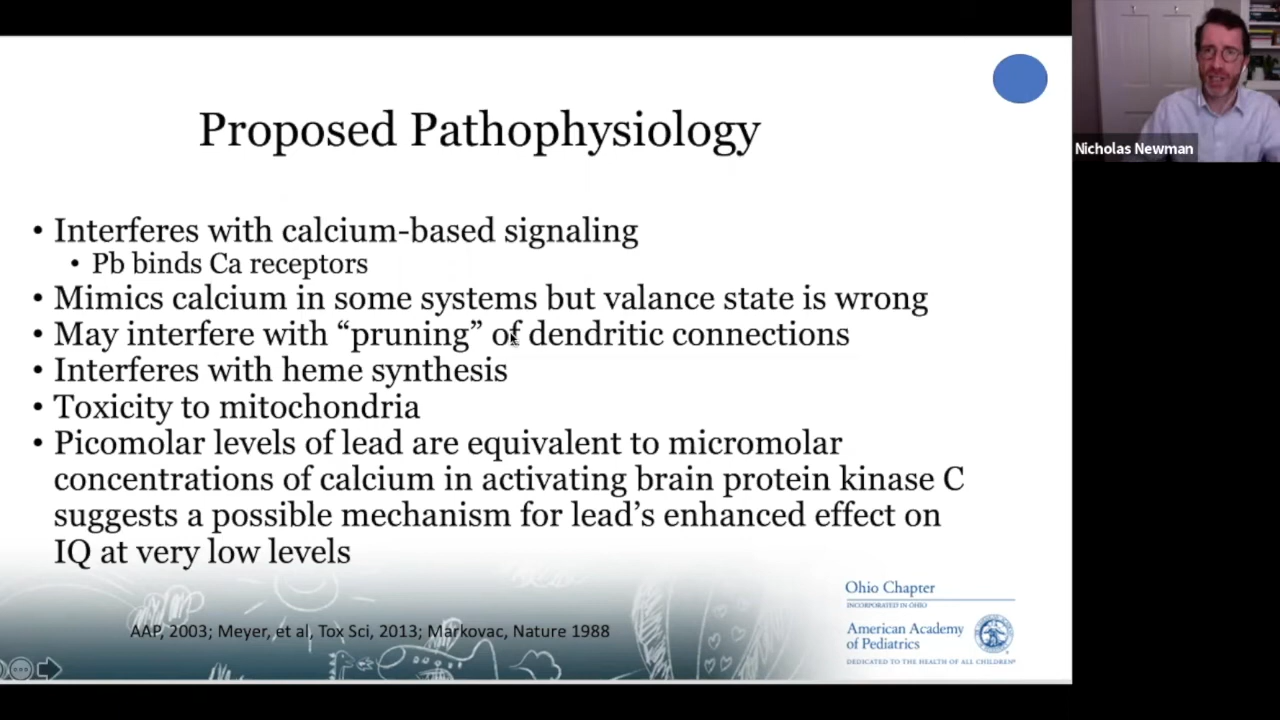 Proposed Pathophysiology
Nicholas Newman
• Interferes with calcium-based signaling
• Pb binds Ca receptors
• Mimics calcium in some systems but valance state is wrong
• May interfere with “pruning” of dendritic connections
• Interferes with heme synthesis
• Toxicity to mitochondria
• Picomolar levels of lead are equivalent to micromolar
concentrations of calcium in activating brain protein kinase C
suggests a possible mechanism for lead’s enhanced effect on
IQ at very low levels
AAP, 2003; Meyer, et al, Tox Sci, 2013; Markovac, Nature 1988
Ohio Chapter
INCORPORATED IN OHIO
American Academy
of Pediatrics
DEDICATED TO THE HEALTH OF ALL CHILDREN®